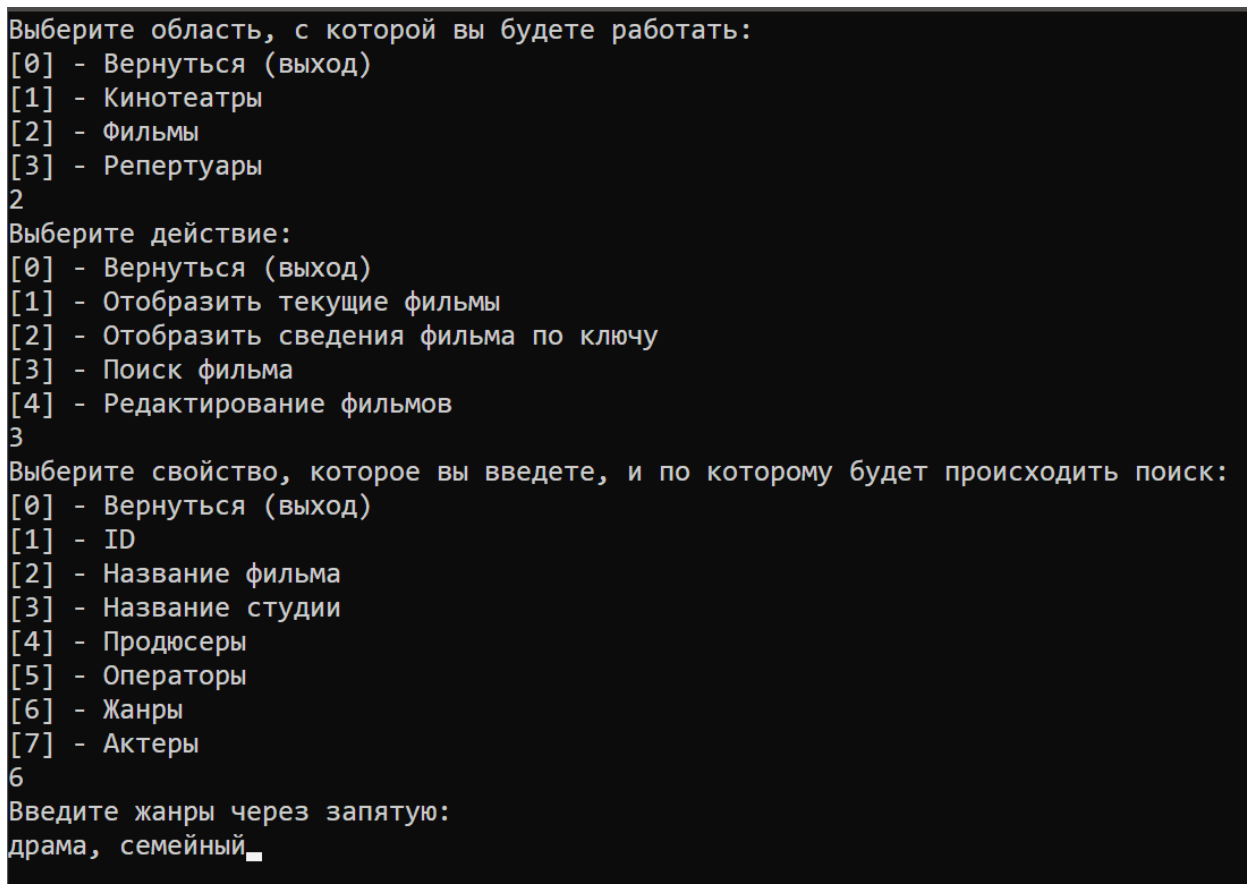 Выберите область, с которой вы будете работать:
[0] - Вернуться (выход)
[1] - Кинотеатры
[2] - Фильмы
[3] - Репертуары
2
Выберите действие:
[0] - Вернуться (выход)
[1] - Отобразить текущие фильмы
[2] - Отобразить сведения фильма по ключу
[3] - Поиск фильма
[4] - Редактирование фильмов
3
Выберите свойство, которое вы введете, и по которому будет происходить поиск:
[0] - Вернуться (выход)
[1] - ID
[2] - Название фильма
[3] - Название студии
[4] - Продюсеры
[5] - Операторы
[6] - Жанры
[7] - Актеры
6
Введите жанры через запятую:
драма, семейный